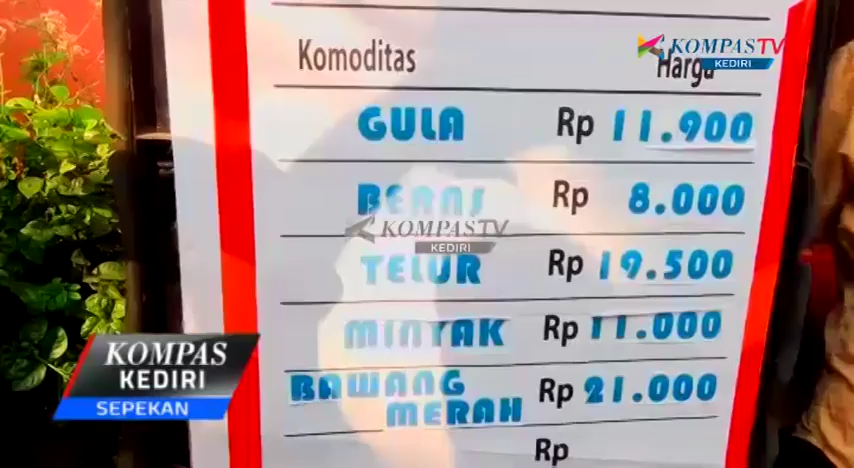 Komoditas Harga
KOMPASTV
KEDIRI
GULA Rp 11.900
BERAS Rp 8.000
KOMPASTV
KEDIRI
TELUR Rp 19.500
MINYAK Rp 11.000
BAWANG
MERAH Rp 21.000
Rp
KOMPAS
KEDIRI
SEPEKAN